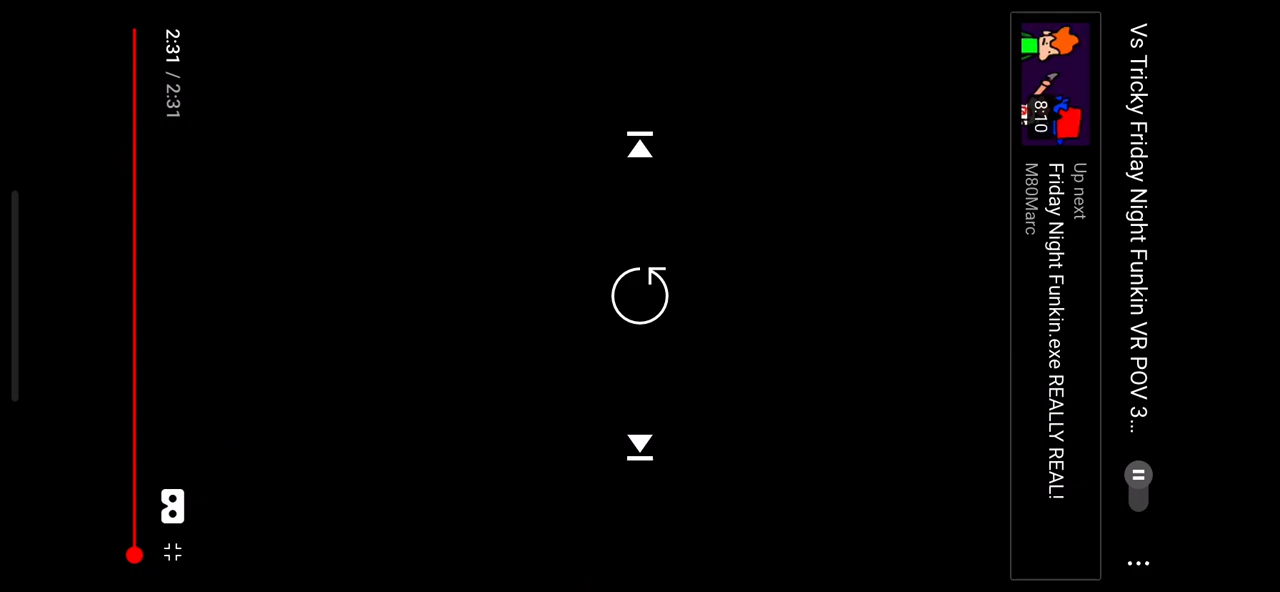 Vs Tricky Friday Night Funkin VR POV 3...
Up next
Friday Night Funkin.exe REALLY REAL!
M80Marc
8:10
2:31 / 2:31